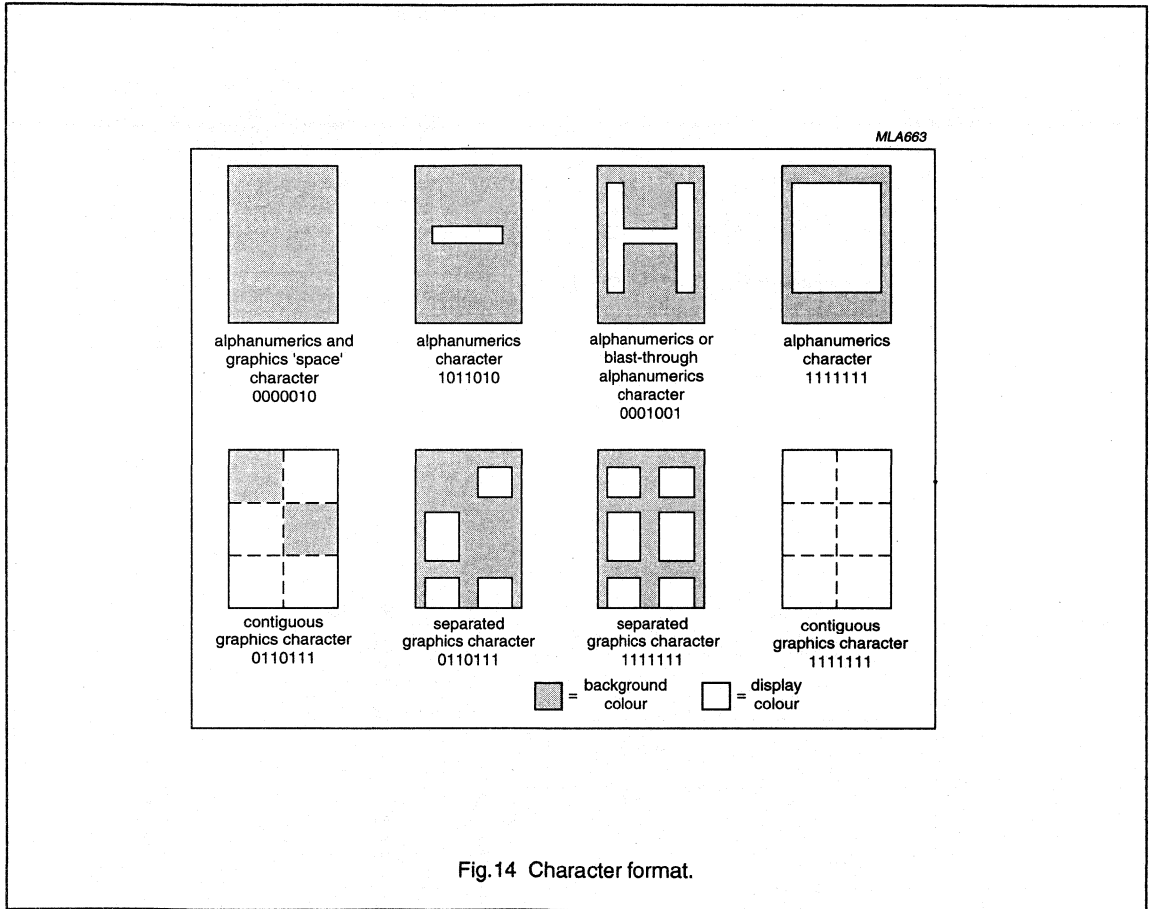 MLA663
alphanumerics and
graphics 'space'
character
0000010
alphanumerics
character
1011010
alphanumerics or
blast-through
alphanumerics
character
0001001
alphanumerics
character
1111111
contiguous
graphics character
0110111
separated
graphics character
0110111
separated
graphics character
1111111
contiguous
graphics character
1111111
= background
colour
= display
colour
Fig.14 Character format.